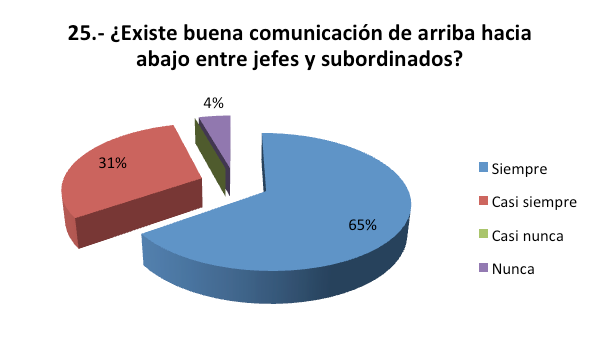 25.- ¿Existe buena comunicación de arriba hacia
abajo entre jefes y subordinados?
4%
31%
65%
Siempre
Casi siempre
Casi nunca
Nunca